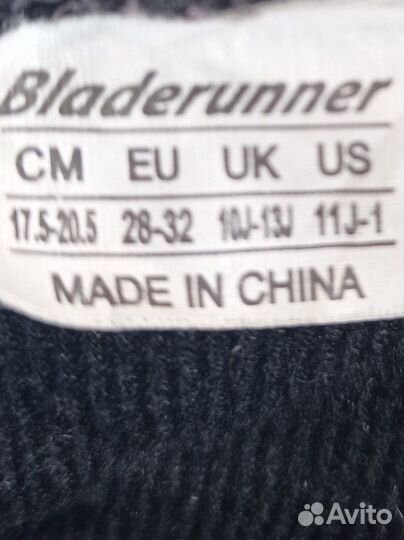 Bladerunner
CM EU UK US
17.5-20.5 28-32 10J-13J 11J-1
MADE IN CHINA
Avito